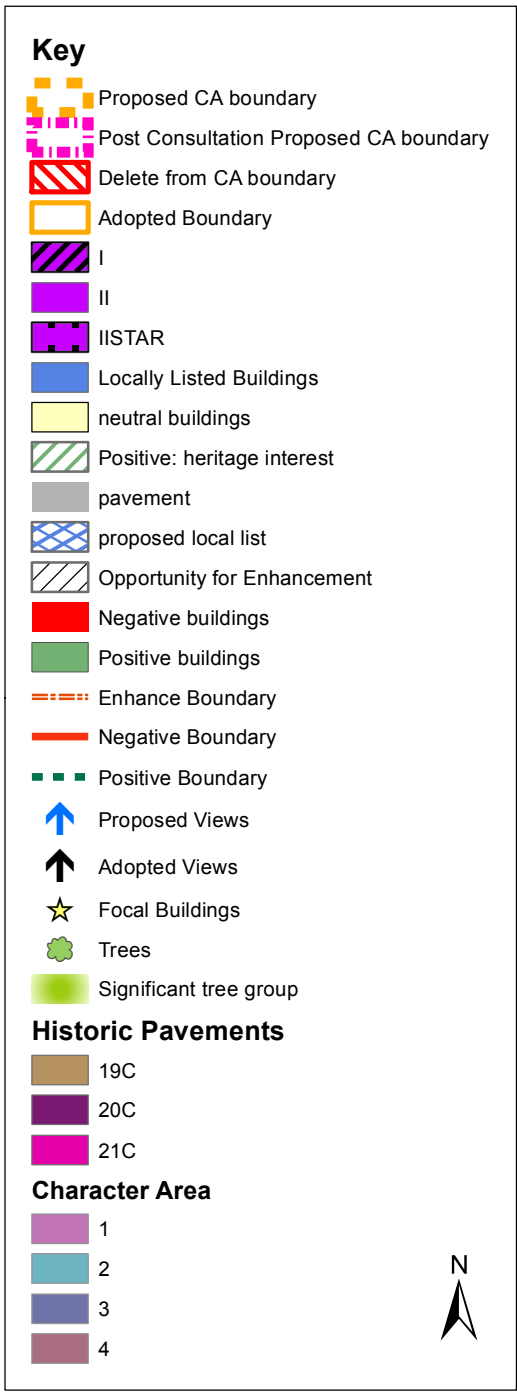 Key
Proposed CA boundary
Post Consultation Proposed CA boundary
Delete from CA boundary
Adopted Boundary
I
II
IISTAR
Locally Listed Buildings
neutral buildings
Positive: heritage interest
pavement
proposed local list
Opportunity for Enhancement
Negative buildings
Positive buildings
Enhance Boundary
Negative Boundary
Positive Boundary
Proposed Views
Adopted Views
Focal Buildings
Trees
Significant tree group
Historic Pavements
19C
20C
21C
Character Area
1
2
3
4
N